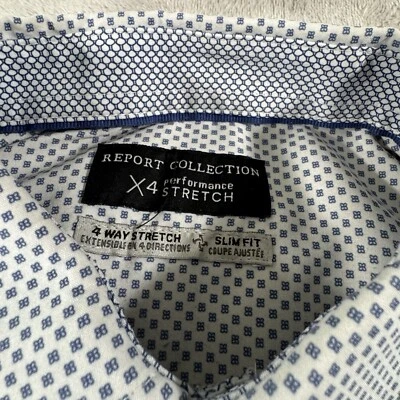 REPORT COLLECTION
X4 performance STRETCH
4 WAY STRETCH SLIM FIT
EXTENSIBLE EN 4 DIRECTIONS COUPE AJUSTÉE